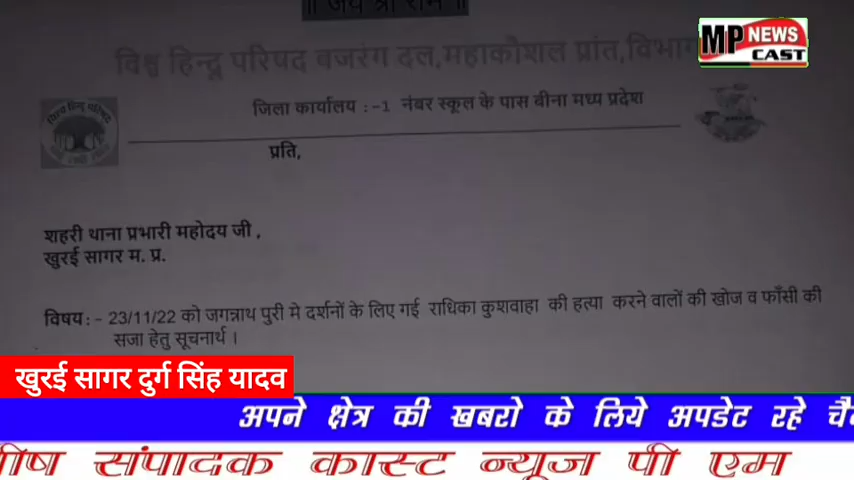 ॥ जय श्री राम ॥
MP NEWS
CAST
विश्व हिन्दू परिषद बजरंग दल,महाकौशल प्रांत,विभाग
जिला कार्यालय :-1 नंबर स्कूल के पास बीना मध्य प्रदेश
प्रति,
शहरी थाना प्रभारी महोदय जी ,
खुरई सागर म. प्र.
विषय:- 23/11/22 को जगन्नाथ पुरी मे दर्शनों के लिए गई राधिका कुशवाहा की हत्या करने वालों की खोज व फाँसी की
सजा हेतु सूचनार्थ ।
खुरई सागर दुर्ग सिंह यादव
अपने क्षेत्र की खबरो के लिये अपडेट रहे
संपादक कास्ट न्यूज पी एम